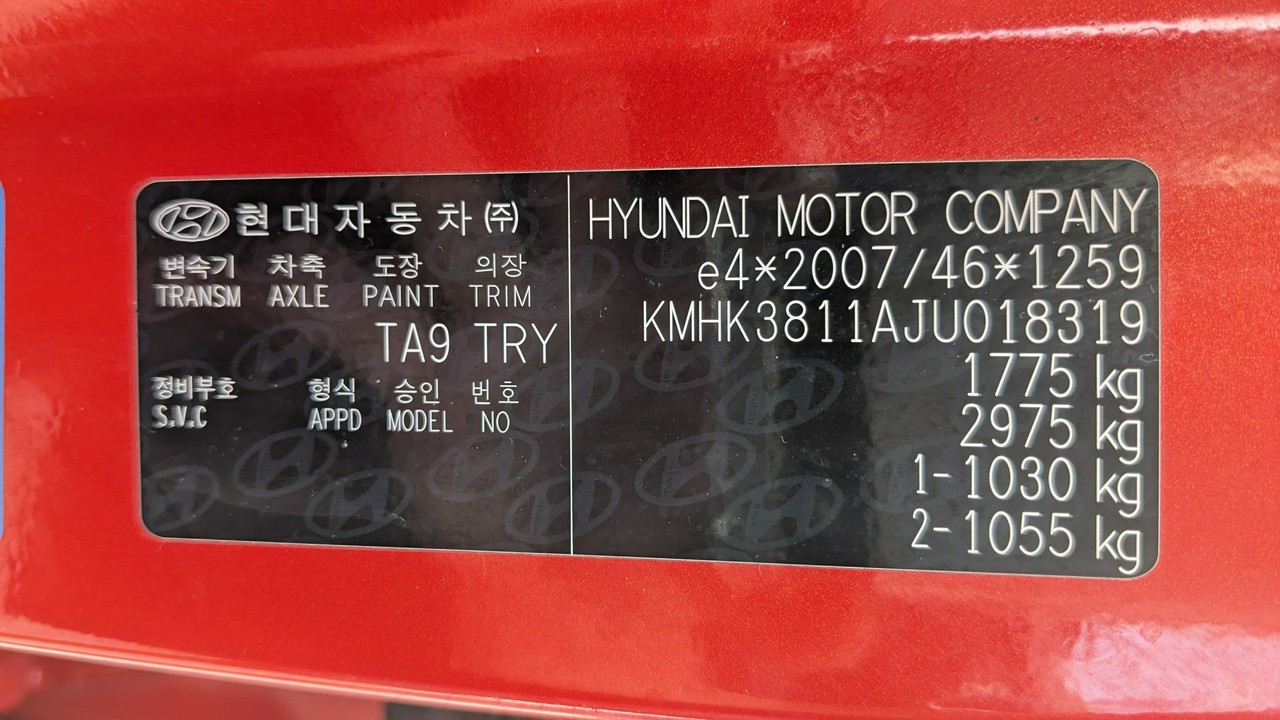 현대자동차㈜
변속기 차축 도장 의장
TRANSM AXLE PAINT TRIM
TA9 TRY
정비부호 형식 승인 번호
S.V.C APPD MODEL NO
HYUNDAI MOTOR COMPANY
e4*2007/46*1259
KMHK3811AJU018319
1775 kg
2975 kg
1-1030 kg
2-1055 kg